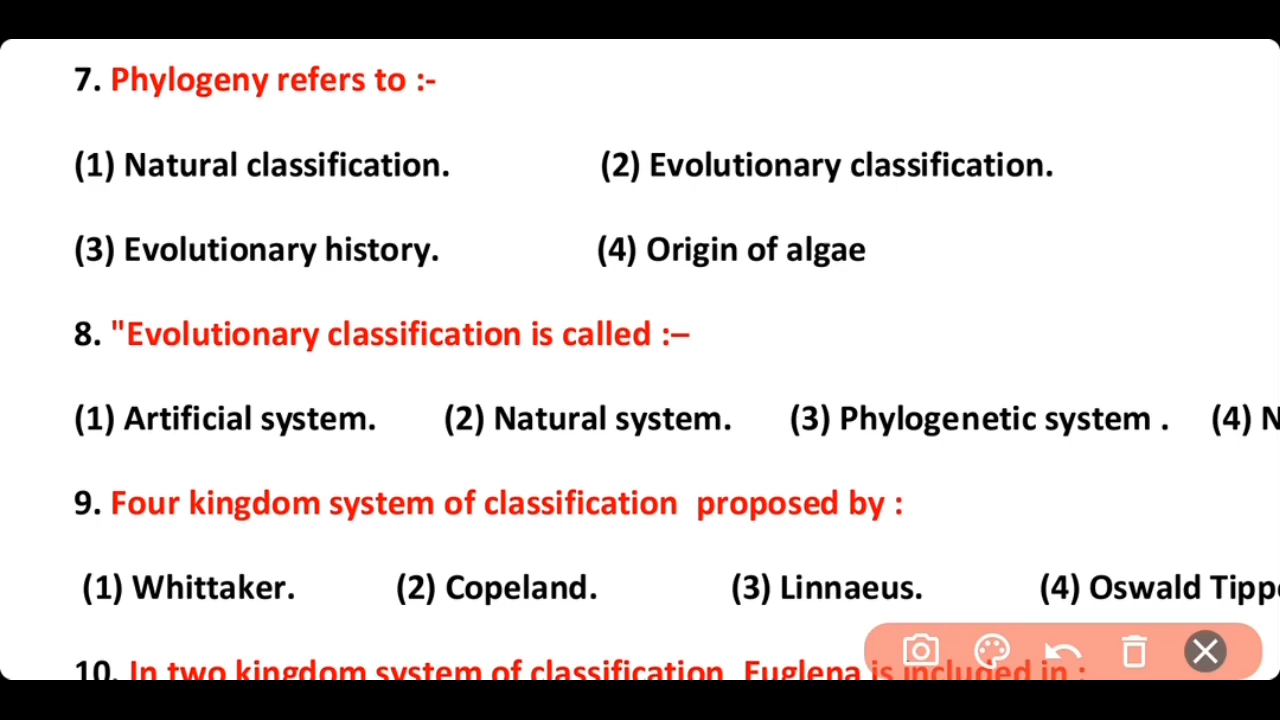 7. Phylogeny refers to :-
(1) Natural classification. (2) Evolutionary classification.
(3) Evolutionary history. (4) Origin of algae
8. "Evolutionary classification is called :–
(1) Artificial system. (2) Natural system. (3) Phylogenetic system . (4)
9. Four kingdom system of classification proposed by :
(1) Whittaker. (2) Copeland. (3) Linnaeus. (4) Oswald
10. In two kingdom system of classification Euglena is included in :